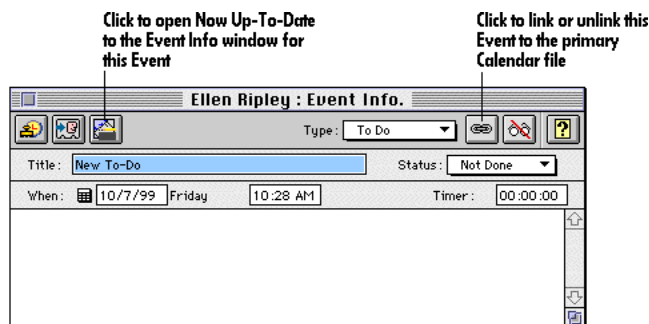 Click to open Now Up-To-Date
to the Event Info window for
this Event
Click to link or unlink this
Event to the primary
Calendar file
Ellen Ripley : Event Info.
Type : To Do
?
Title : New To-Do Status : Not Done
When : 10/7/99 Friday 10:28 AM Timer : 00:00:00